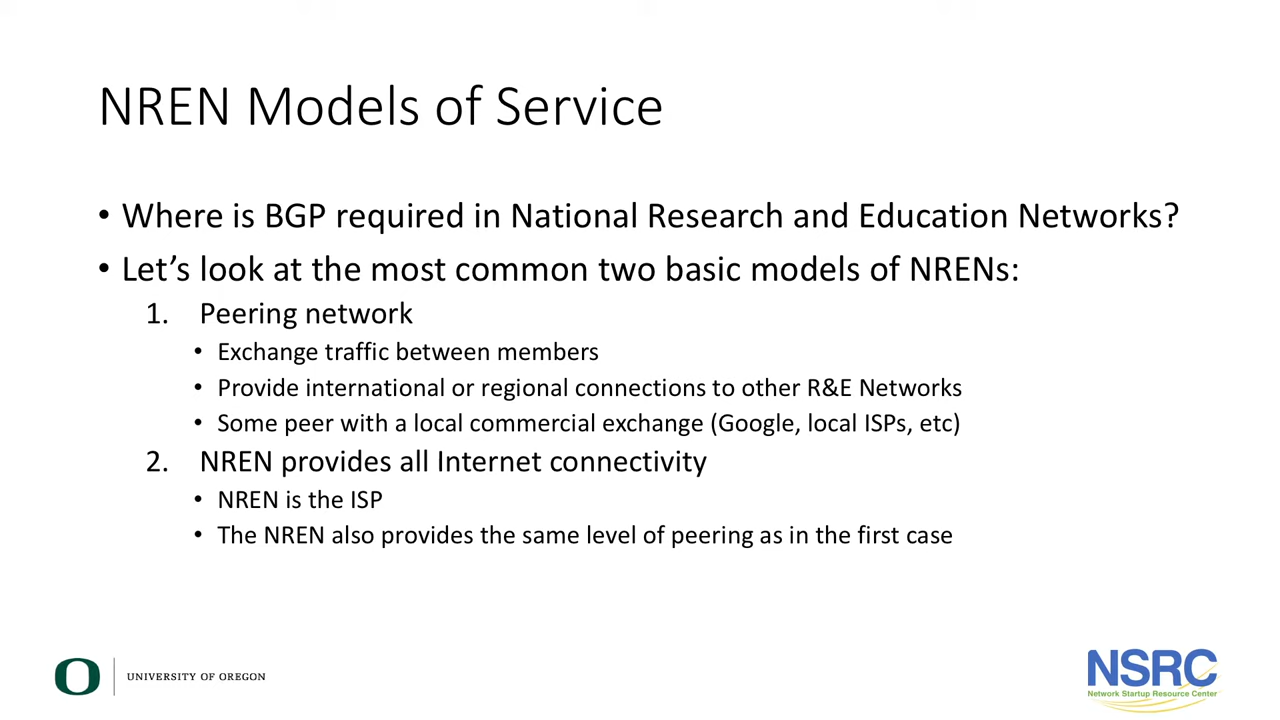 NREN Models of Service
• Where is BGP required in National Research and Education Networks?
• Let’s look at the most common two basic models of NRENs:
1. Peering network
• Exchange traffic between members
• Provide international or regional connections to other R&E Networks
• Some peer with a local commercial exchange (Google, local ISPs, etc)
2. NREN provides all Internet connectivity
• NREN is the ISP
• The NREN also provides the same level of peering as in the first case
O UNIVERSITY OF OREGON
NSRC
Network Startup Resource Center